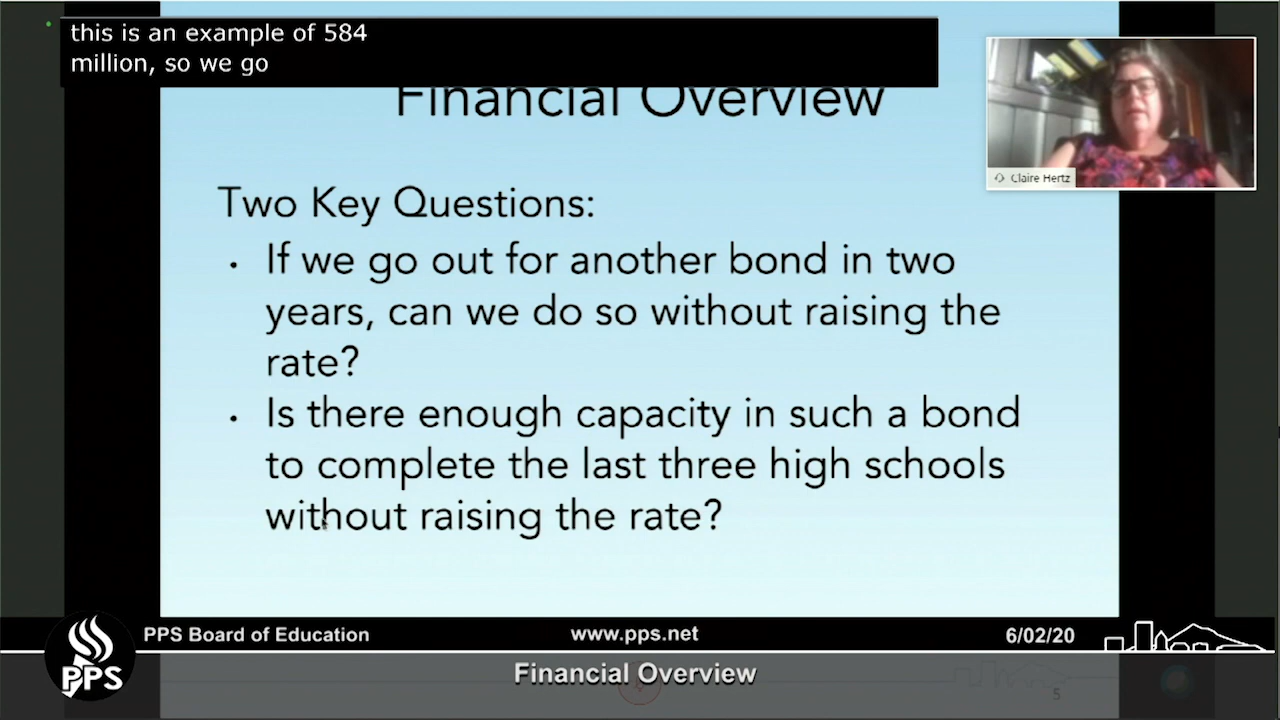 this is an example of 584
million, so we go
Financial Overview
Claire Hertz
Two Key Questions:
• If we go out for another bond in two
years, can we do so without raising the
rate?
• Is there enough capacity in such a bond
to complete the last three high schools
without raising the rate?
PPS Board of Education
www.pps.net
6/02/20
PPS
Financial Overview
5